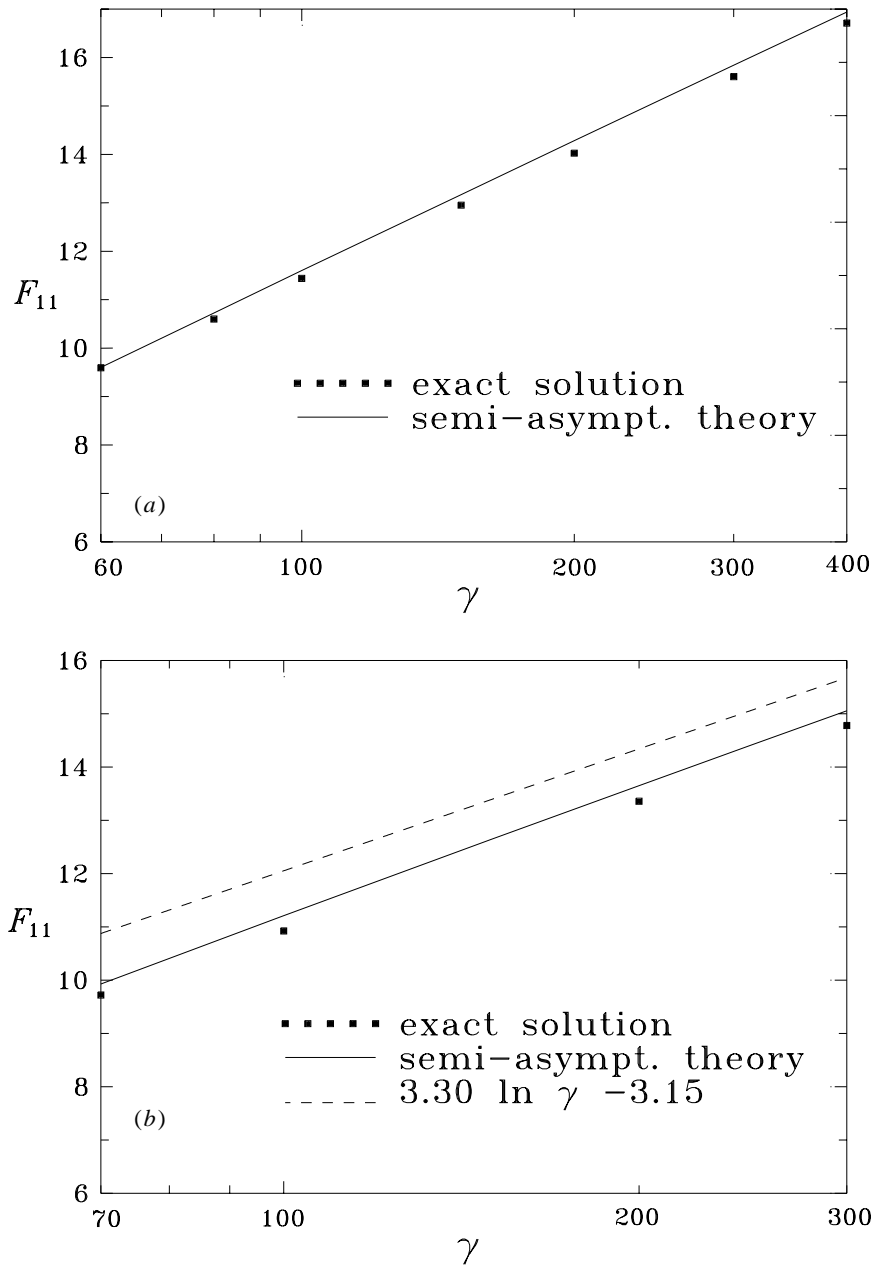 16
14
12
F11
10
exact solution
semi-asympt. theory
8
(a)
6
60 100 200 300 400
γ
16
14
12
F11
10
exact solution
semi-asympt. theory
8
3.30 ln γ -3.15
(b)
6
70 100 200 300
γ